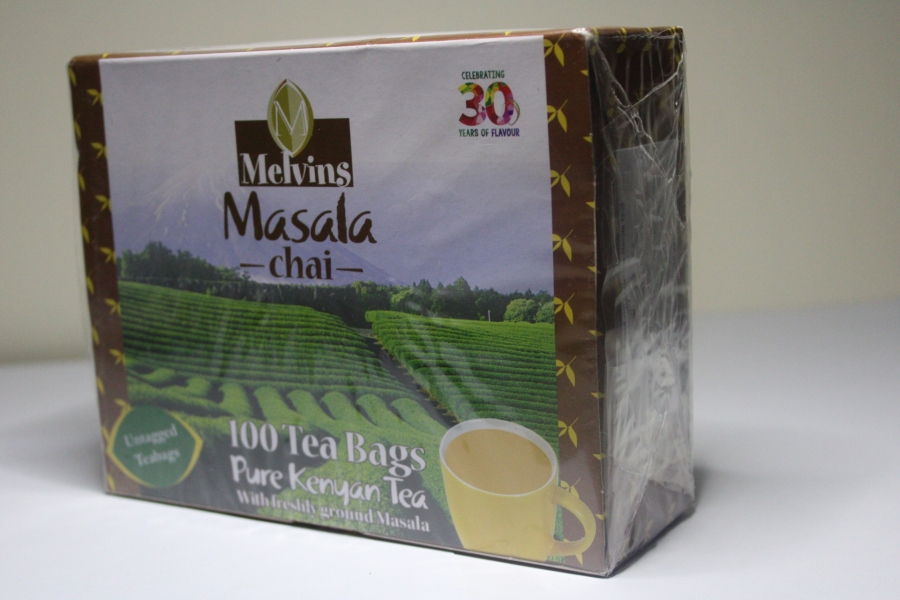 CELEBRATING
30
YEARS OF FLAVOUR
M
Melvins
Masala
chai
Untagged
Teabags
100 Tea Bags
Pure Kenyan Tea
With freshly ground Masala